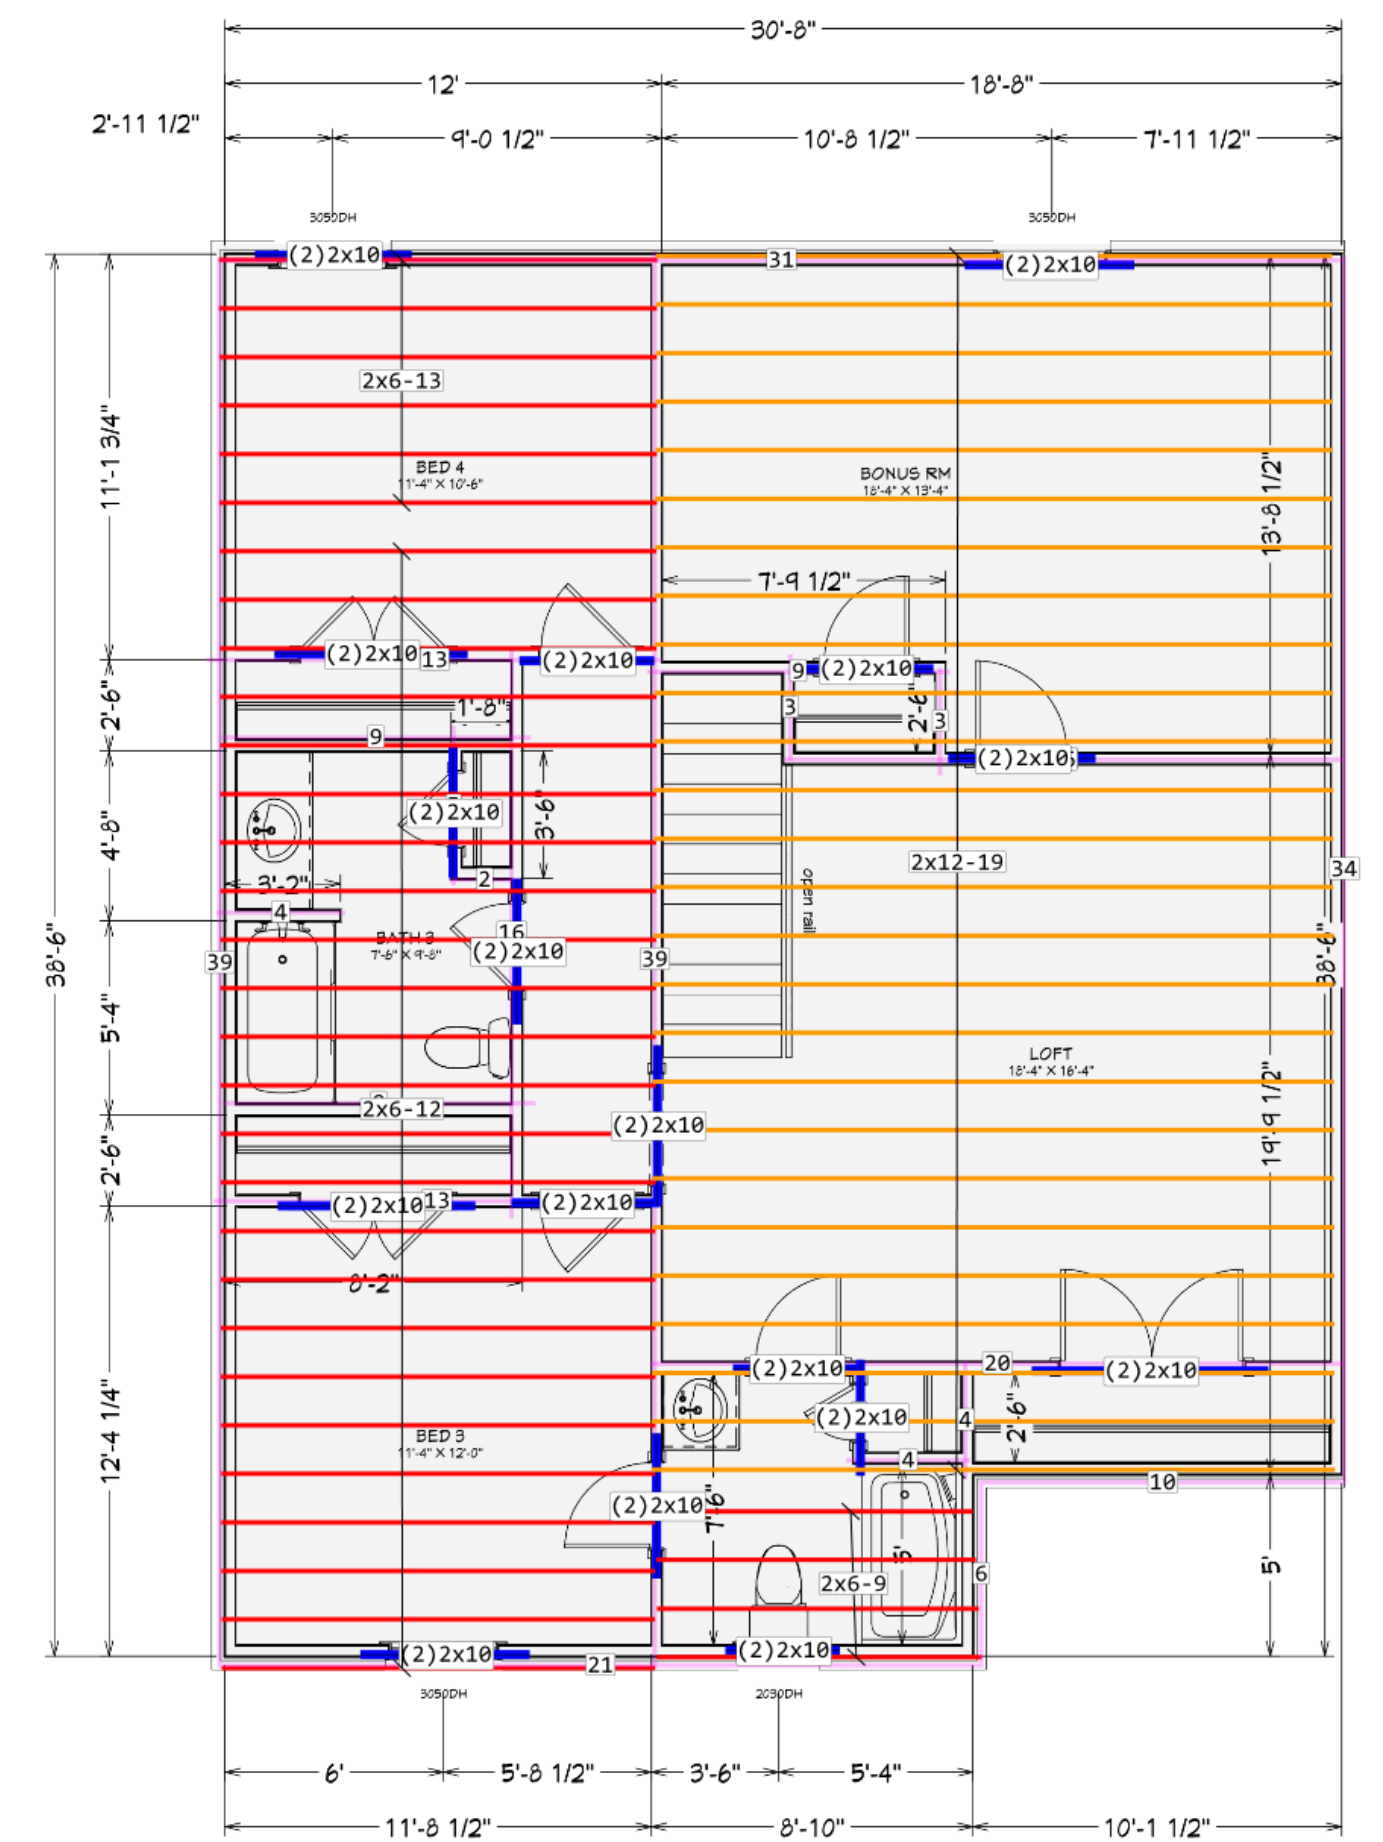 30'-8"
12'
18'-8"
2'-11 1/2"
9'-0 1/2"
10'-8 1/2"
7'-11 1/2"
3050DH
3050DH
(2)2x10
31
(2)2x10
2x6-13
11'-1 3/4"
BED 4
11'-4" X 10'-6"
BONUS RM
18'-4" X 13'-4"
13'-8 1/2"
7'-9 1/2"
(2)2x10
13
(2)2x10
9
(2)2x10
2'-6"
1'-8"
3
2'-6"
3
9
(2)2x10
4'-8"
(2)2x10
3'-6"
2x12-19
34
3'-2"
2
4
open rail
16
BATH 3
7'-6" X 9'-8"
(2)2x10
38'-6"
39
39
38'-6"
5'-4"
LOFT
18'-4" X 16'-4"
2x6-12
(2)2x10
19'-9 1/2"
2'-6"
(2)2x10
13
(2)2x10
8'-2"
(2)2x10
20
(2)2x10
12'-4 1/4"
(2)2x10
4
2'-6"
BED 3
11'-4" X 12'-0"
4
10
(2)2x10
7'-6"
5'
5'
2x6-9
6
(2)2x10
21
(2)2x10
3050DH
2030DH
6'
5'-8 1/2"
3'-6"
5'-4"
11'-8 1/2"
8'-10"
10'-1 1/2"